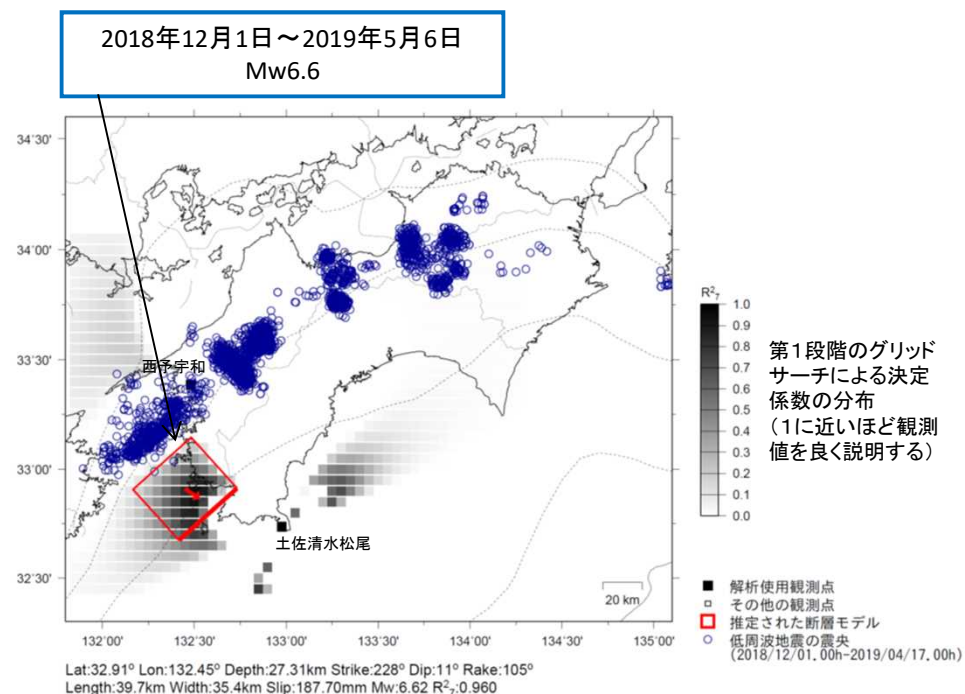 2018年12月1日～2019年5月6日
Mw6.6
34°30'
34°00'
33°30'
33°00'
32°30'
132°00'
132°30'
133°00'
133°30'
134°00'
134°30'
135°00'
西予宇和
土佐清水松尾
20 km
R²₇
1.0
0.9
0.8
0.7
0.6
0.5
0.4
0.3
0.2
0.1
0.0
第１段階のグリッド
サーチによる決定
係数の分布
（１に近いほど観測
値を良く説明する）
解析使用観測点
その他の観測点
推定された断層モデル
低周波地震の震央
(2018/12/01. 00h-2019/04/17. 00h)
Lat:32.91° Lon:132.45° Depth:27.31km Strike:228° Dip:11° Rake:105°
Length:39.7km Width:35.4km Slip:187.70mm Mw:6.62 R²₇:0.960